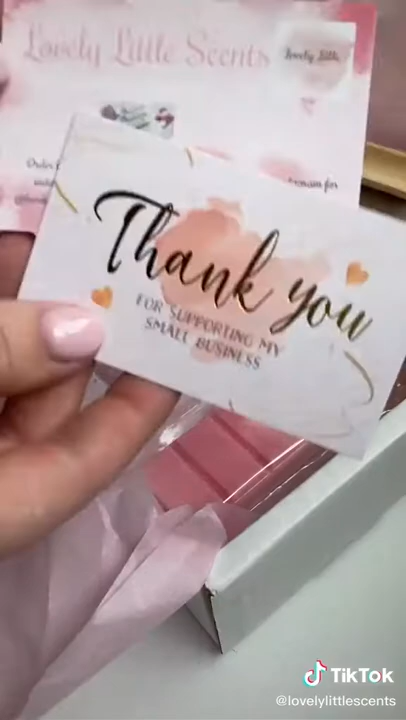 Lovely Little Scents
Lovely Little
Thank you
FOR SUPPORTING MY
SMALL BUSINESS
TikTok
@lovelylittlescents